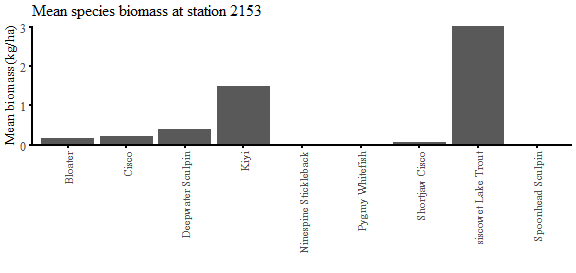 Mean species biomass at station 2153
Mean biomass (kg/ha)
3
2
1
0
Bloater
Cisco
Deepwater Sculpin
Kiyi
Ninespine Stickleback
Pygmy Whitefish
Shortjaw Cisco
siscowet Lake Trout
Spoonhead Sculpin